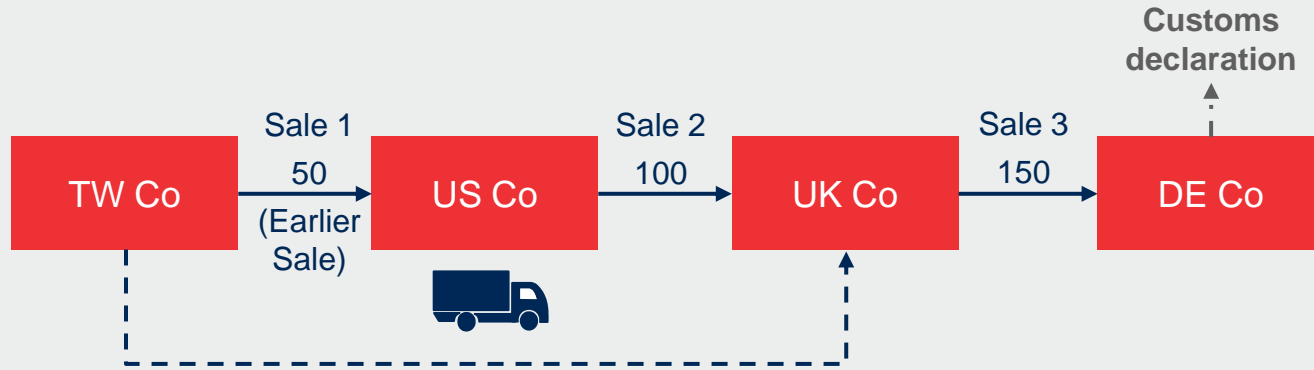 Customs
declaration
Sale 1
Sale 2
Sale 3
TW Co
50
US Co
100
UK Co
150
DE Co
(Earlier
Sale)